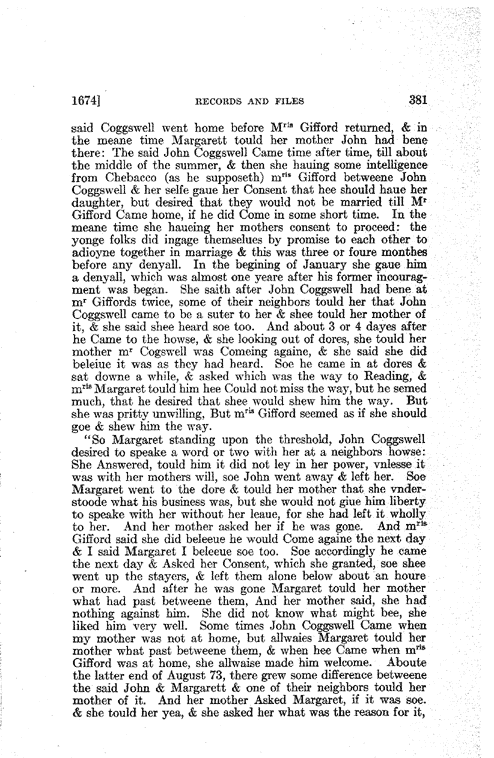 1674] RECORDS AND FILES 381
said Coggswell went home before Mris Gifford returned, & in
the meane time Margarett tould her mother John had bene
there: The said John Coggswell Came time after time, till about
the middle of the summer, & then she hauing some intelligence
from Chebacco (as he supposeth) mris Gifford betweene John
Coggswell & her selfe gaue her Consent that hee should haue her
daughter, but desired that they would not be married till Mr
Gifford Came home, if he did Come in some short time. In the
meane time she haueing her mothers consent to proceed: the
yonge folks did ingage themselues by promise to each other to
adioyne together in marriage & this was three or foure monthes
before any denyall. In the begining of January she gaue him
a denyall, which was almost one yeare after his former incourag-
ment was began. She saith after John Coggswell had bene at
mr Giffords twice, some of their neighbors tould her that John
Coggswell came to be a suter to her & shee tould her mother of
it, & she said shee heard soe too. And about 3 or 4 dayes after
he Came to the howse, & she looking out of dores, she tould her
mother mr Cogswell was Comeing againe, & she said she did
beleiue it was as they had heard. Soe he came in at dores &
sat downe a while, & asked which was the way to Reading, &
mris Margaret tould him hee Could not miss the way, but he semed
much, that he desired that shee would shew him the way. But
she was pritty unwilling, But mris Gifford seemed as if she should
goe & shew him the way.
"So Margaret standing upon the threshold, John Coggswell
desired to speake a word or two with her at a neighbors howse:
She Answered, tould him it did not ley in her power, vnlesse it
was with her mothers will, soe John went away & left her. Soe
Margaret went to the dore & tould her mother that she vnder-
stoode what his business was, but she would not giue him liberty
to speake with her without her leaue, for she had left it wholly
to her. And her mother asked her if he was gone. And mris
Gifford said she did beleeue he would Come againe the next day
& I said Margaret I beleeue soe too. Soe accordingly he came
the next day & Asked her Consent, which she granted, soe shee
went up the stayers, & left them alone below about an houre
or more. And after he was gone Margaret tould her mother
what had past betweene them, And her mother said, she had
nothing against him. She did not know what might bee, she
liked him very well. Some times John Coggswell Came when
my mother was not at home, but allwaies Margaret tould her
mother what past betweene them, & when hee Came when mris
Gifford was at home, she allwaise made him welcome. Aboute
the latter end of August 73, there grew some difference betweene
the said John & Margarett & one of their neighbors tould her
mother of it. And her mother Asked Margaret, if it was soe.
& she tould her yea, & she asked her what was the reason for it,